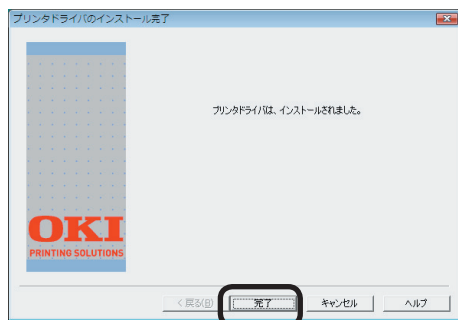 プリンタドライバのインストール完了
プリンタドライバは、インストールされました。
OKI
PRINTING SOLUTIONS
< 戻る(B)
完了
キャンセル
ヘルプ